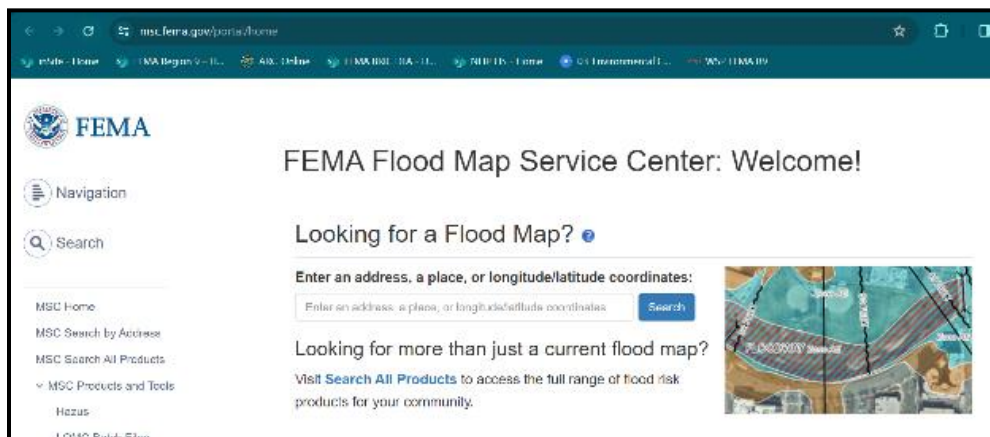 msc.fema.gov/portal/home
FEMA
FEMA Flood Map Service Center: Welcome!
Navigation
Search
Looking for a Flood Map?
Enter an address, a place, or longitude/latitude coordinates:
Enter an address, a place, or longitude/latitude coordinates
Search
MSC Home
MSC Search by Address
MSC Search All Products
MSC Products and Tools
Hazus
Looking for more than just a current flood map?
Visit Search All Products to access the full range of flood risk
products for your community.
FLOODWAY